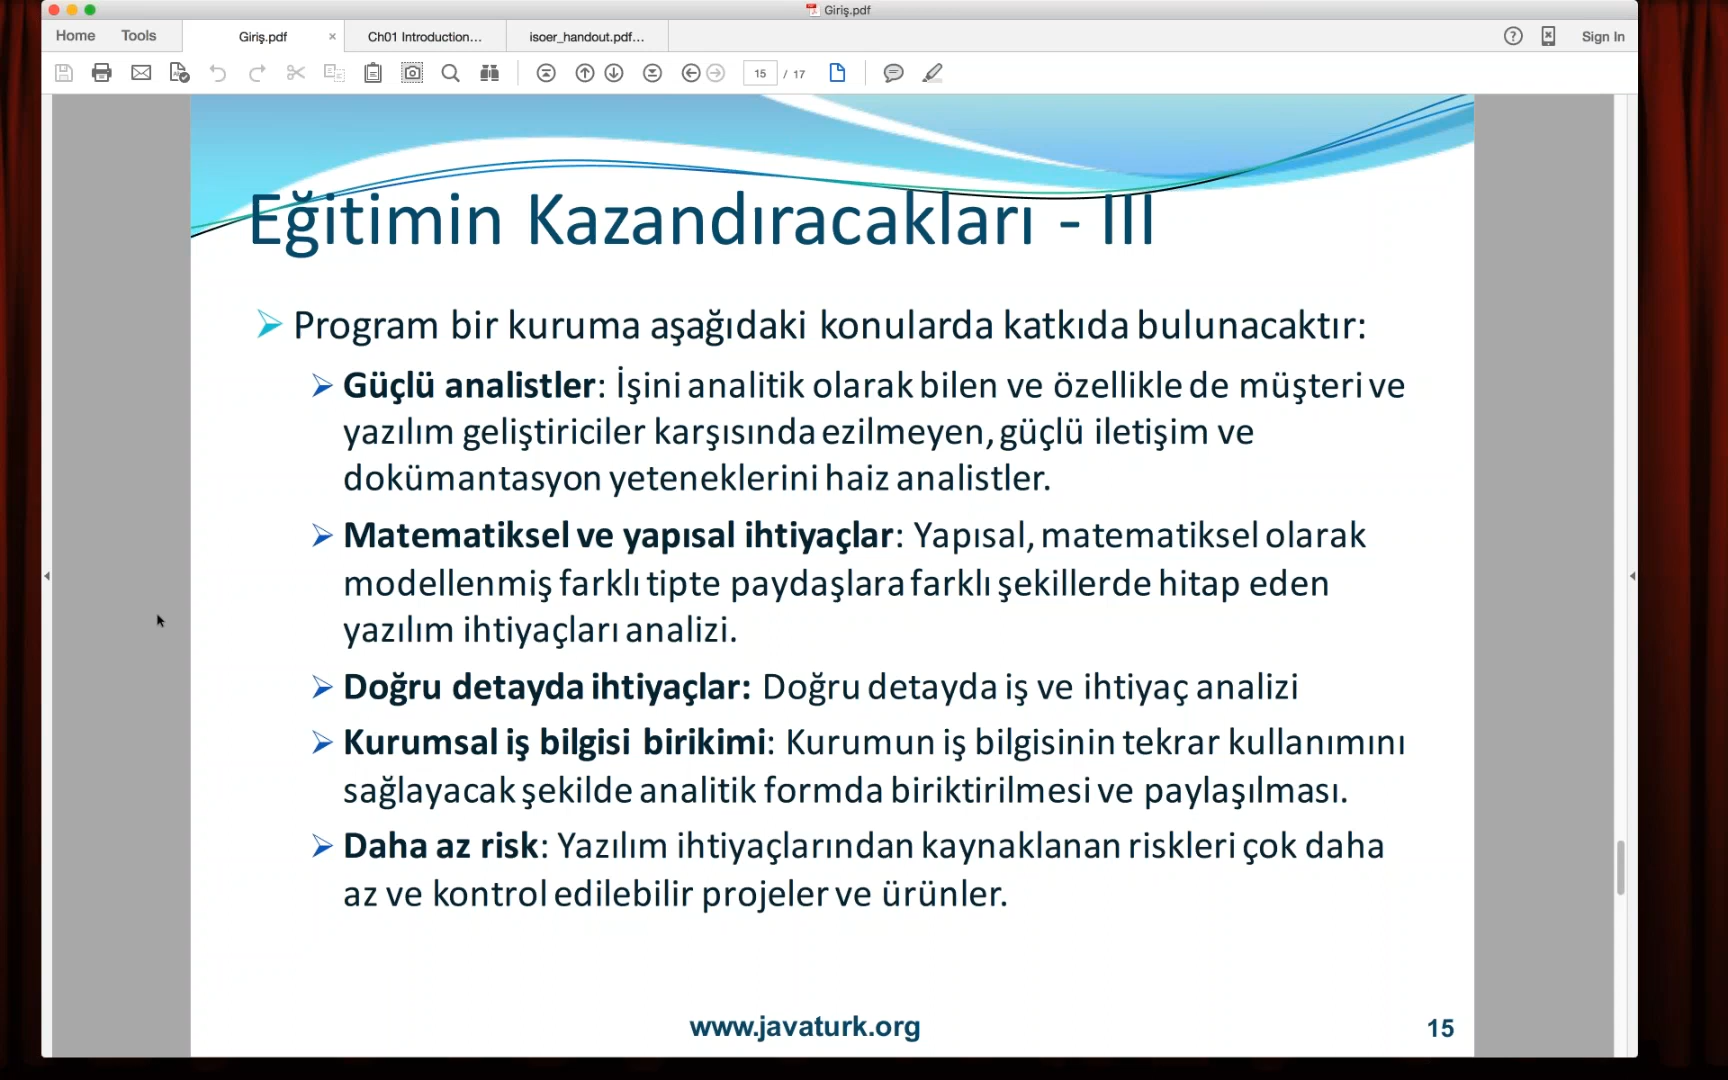 Giriş.pdf
Home Tools Giriş.pdf × Ch01 Introduction... isoer_handout.pdf... Sign In
15 / 17
Eğitimin Kazandıracakları - III
Program bir kuruma aşağıdaki konularda katkıda bulunacaktır:
Güçlü analistler: İşini analitik olarak bilen ve özellikle de müşteri ve
yazılım geliştiriciler karşısında ezilmeyen, güçlü iletişim ve
dokümantasyon yeteneklerini haiz analistler.
Matematiksel ve yapısal ihtiyaçlar: Yapısal, matematiksel olarak
modellenmiş farklı tipte paydaşlara farklı şekillerde hitap eden
yazılım ihtiyaçları analizi.
Doğru detayda ihtiyaçlar: Doğru detayda iş ve ihtiyaç analizi
Kurumsal iş bilgisi birikimi: Kurumun iş bilgisinin tekrar kullanımını
sağlayacak şekilde analitik formda biriktirilmesi ve paylaşılması.
Daha az risk: Yazılım ihtiyaçlarından kaynaklanan riskleri çok daha
az ve kontrol edilebilir projeler ve ürünler.
www.javaturk.org
15